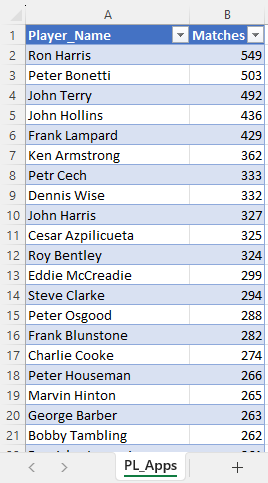 A B
1 Player_Name Matches
2 Ron Harris 549
3 Peter Bonetti 503
4 John Terry 492
5 John Hollins 436
6 Frank Lampard 429
7 Ken Armstrong 362
8 Petr Cech 333
9 Dennis Wise 332
10 John Harris 327
11 Cesar Azpilicueta 325
12 Roy Bentley 324
13 Eddie McCreadie 299
14 Steve Clarke 294
15 Peter Osgood 288
16 Frank Blunstone 282
17 Charlie Cooke 274
18 Peter Houseman 266
19 Marvin Hinton 265
20 George Barber 263
21 Bobby Tambling 262
PL_Apps